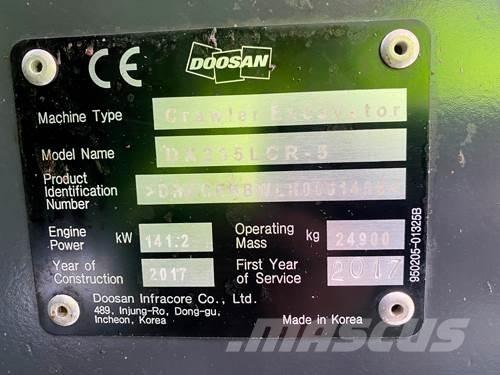 CE
DOOSAN
Machine Type Crawler Excavator
Model Name DX235LCR-5
Product
Identification
Number
Engine
Power kW 141.2 Operating
Mass kg 24900
Year of
Construction 2017 First Year
of Service 2017
Doosan Infracore Co., Ltd.
489, Injung-Ro, Dong-gu,
Incheon, Korea
Made in Korea
950205-01325B
MASCUS